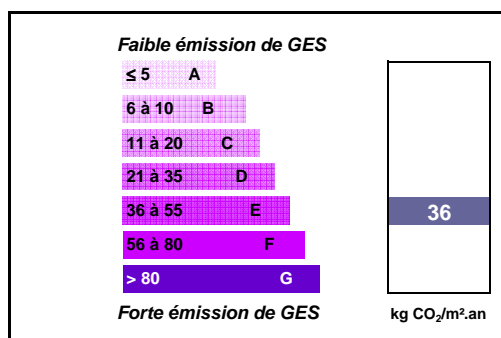 Faible émission de GES
≤ 5 A
6 à 10 B
11 à 20 C
21 à 35 D
36 à 55 E
36
56 à 80 F
> 80 G
Forte émission de GES
kg CO₂/m².an